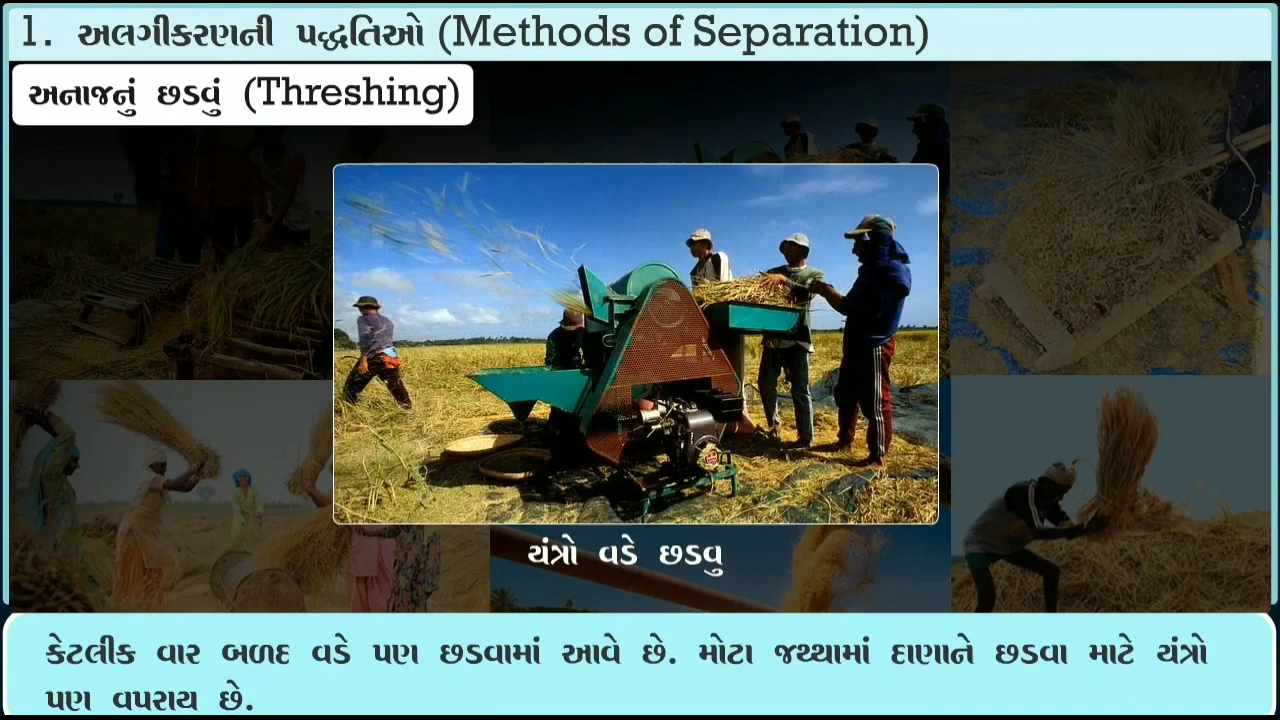 1. અલગીકરણની પદ્ધતિઓ (Methods of Separation)
અનાજનું છડવું (Threshing)
યંત્રો વડે છડવુ
કેટલીક વાર બળદ વડે પણ છડવામાં આવે છે. મોટા જથ્થામાં દાણાને છડવા માટે યંત્રો
પણ વપરાય છે.